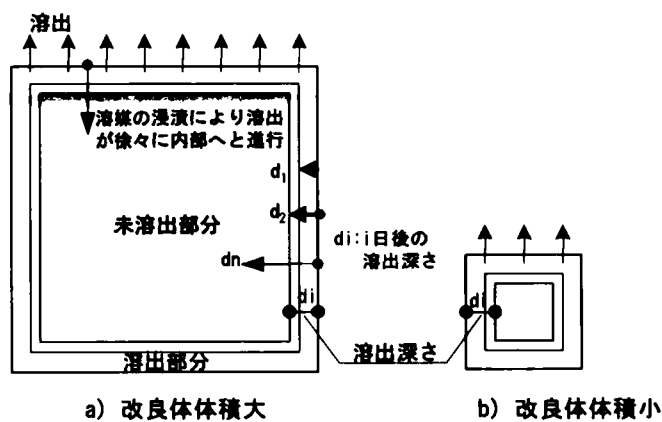 溶出
溶媒の浸漬により溶出
が徐々に内部へと進行
d₁
d₂
未溶出部分
di:i日後の
溶出深さ
dn
di
di
溶出深さ
溶出部分
a) 改良体体積大
b) 改良体体積小